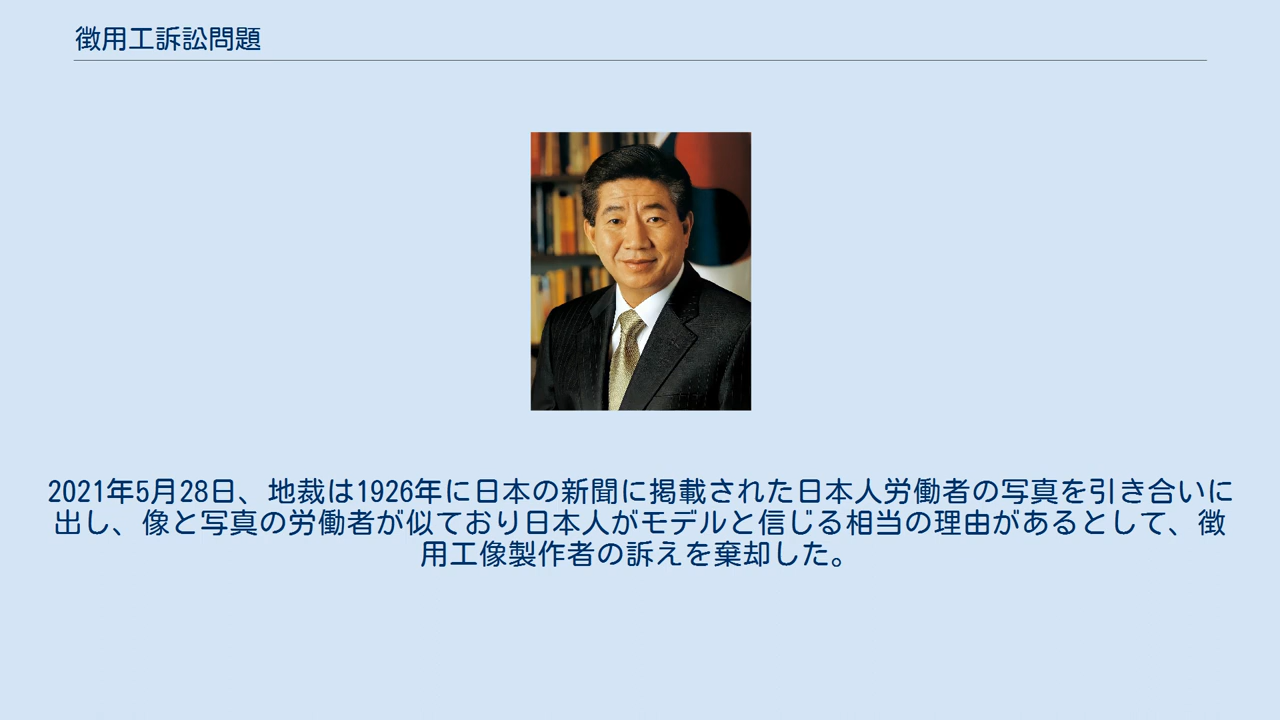 徴用工訴訟問題
2021年5月28日、地裁は1926年に日本の新聞に掲載された日本人労働者の写真を引き合いに
出し、像と写真の労働者が似ており日本人がモデルと信じる相当の理由があるとして、徴
用工像製作者の訴えを棄却した。